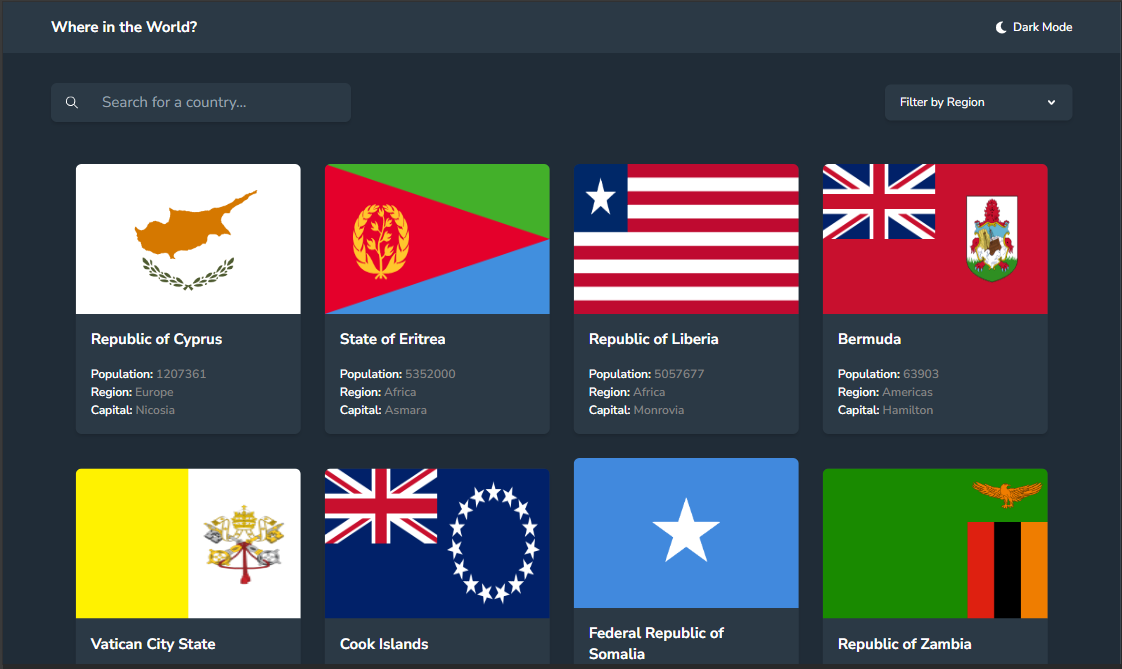 Where in the World?
Dark Mode
Search for a country...
Filter by Region
Republic of Cyprus
Population: 1207361
Region: Europe
Capital: Nicosia
State of Eritrea
Population: 5352000
Region: Africa
Capital: Asmara
Republic of Liberia
Population: 5057677
Region: Africa
Capital: Monrovia
Bermuda
Population: 63903
Region: Americas
Capital: Hamilton
Vatican City State
Cook Islands
Federal Republic of
Somalia
Republic of Zambia